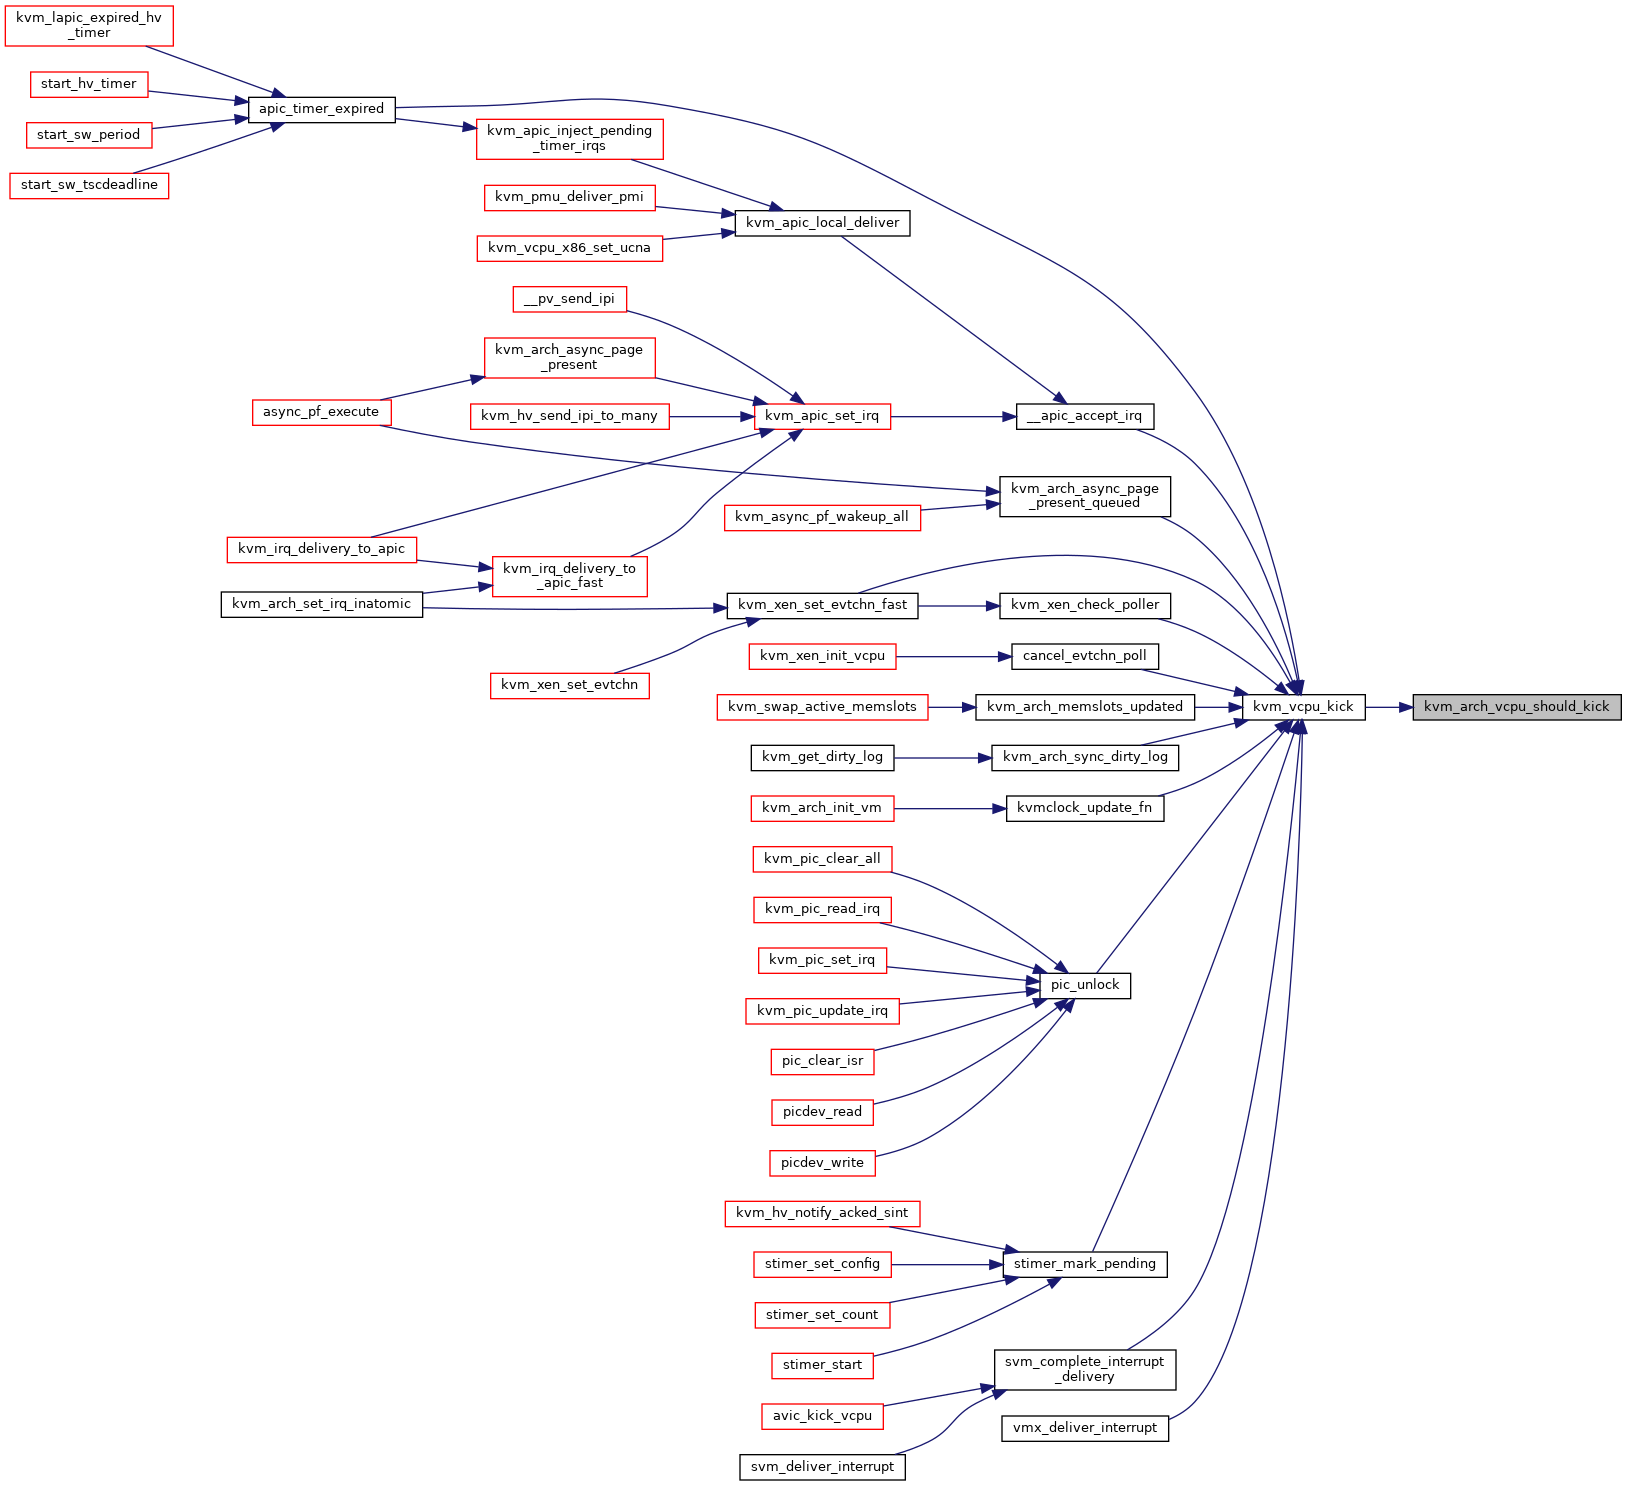 kvm_lapic_expired_hv
_timer
start_hv_timer
apic_timer_expired
start_sw_period
kvm_apic_inject_pending
_timer_irqs
start_sw_tscdeadline
kvm_pmu_deliver_pmi
kvm_apic_local_deliver
kvm_vcpu_x86_set_ucna
__pv_send_ipi
kvm_arch_async_page
_present
async_pf_execute
kvm_hv_send_ipi_to_many
kvm_apic_set_irq
__apic_accept_irq
kvm_arch_async_page
_present_queued
kvm_async_pf_wakeup_all
kvm_irq_delivery_to_apic
kvm_irq_delivery_to
_apic_fast
kvm_arch_set_irq_inatomic
kvm_xen_set_evtchn_fast
kvm_xen_check_poller
kvm_xen_init_vcpu
cancel_evtchn_poll
kvm_xen_set_evtchn
kvm_swap_active_memslots
kvm_arch_memslots_updated
kvm_vcpu_kick
kvm_arch_vcpu_should_kick
kvm_get_dirty_log
kvm_arch_sync_dirty_log
kvm_arch_init_vm
kvmclock_update_fn
kvm_pic_clear_all
kvm_pic_read_irq
kvm_pic_set_irq
pic_unlock
kvm_pic_update_irq
pic_clear_isr
picdev_read
picdev_write
kvm_hv_notify_acked_sint
stimer_set_config
stimer_mark_pending
stimer_set_count
stimer_start
svm_complete_interrupt
_delivery
avic_kick_vcpu
vmx_deliver_interrupt
svm_deliver_interrupt